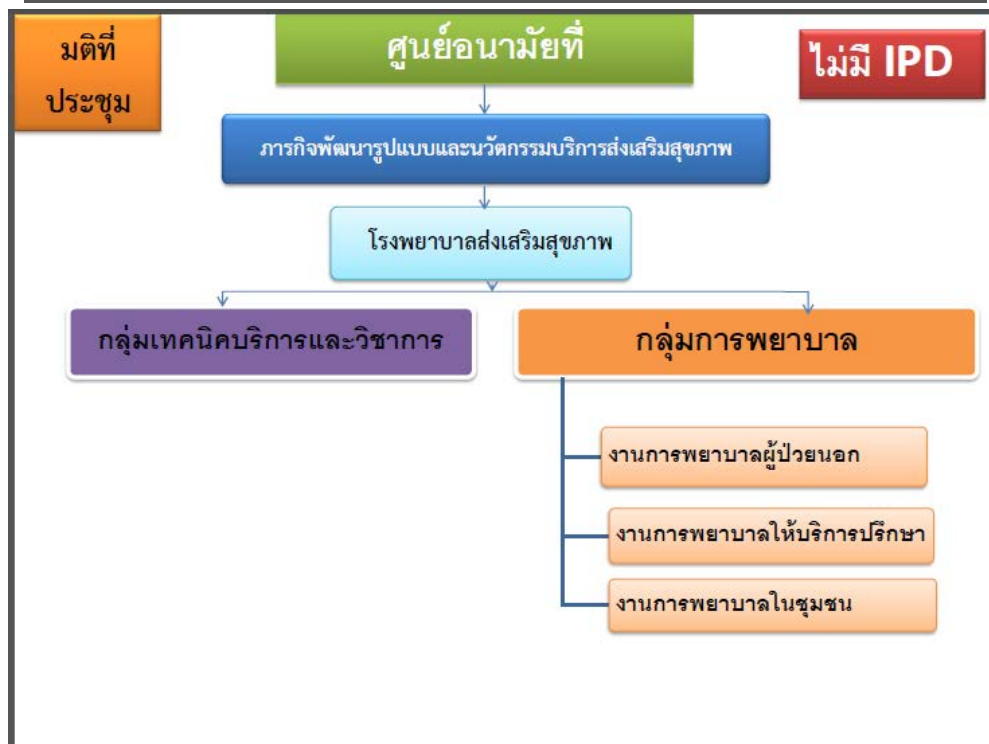 มติที่
ประชุม
ศูนย์อนามัยที่
ไม่มี IPD
ภารกิจพัฒนารูปแบบและนวัตกรรมบริการส่งเสริมสุขภาพ
โรงพยาบาลส่งเสริมสุขภาพ
กลุ่มเทคนิคบริการและวิชาการ
กลุ่มการพยาบาล
งานการพยาบาลผู้ป่วยนอก
งานการพยาบาลให้บริการปรึกษา
งานการพยาบาลในชุมชน